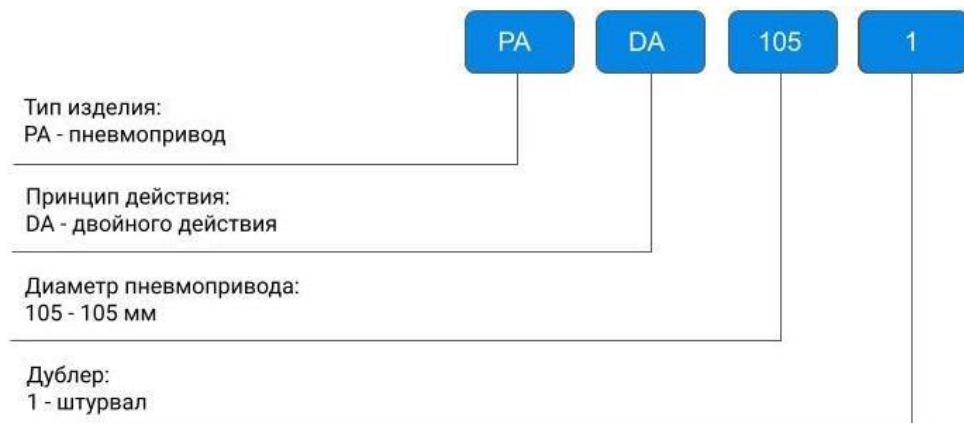 PA DA 105 1
Тип изделия:
PA - пневмопривод
Принцип действия:
DA - двойного действия
Диаметр пневмопривода:
105 - 105 мм
Дублер:
1 - штурвал